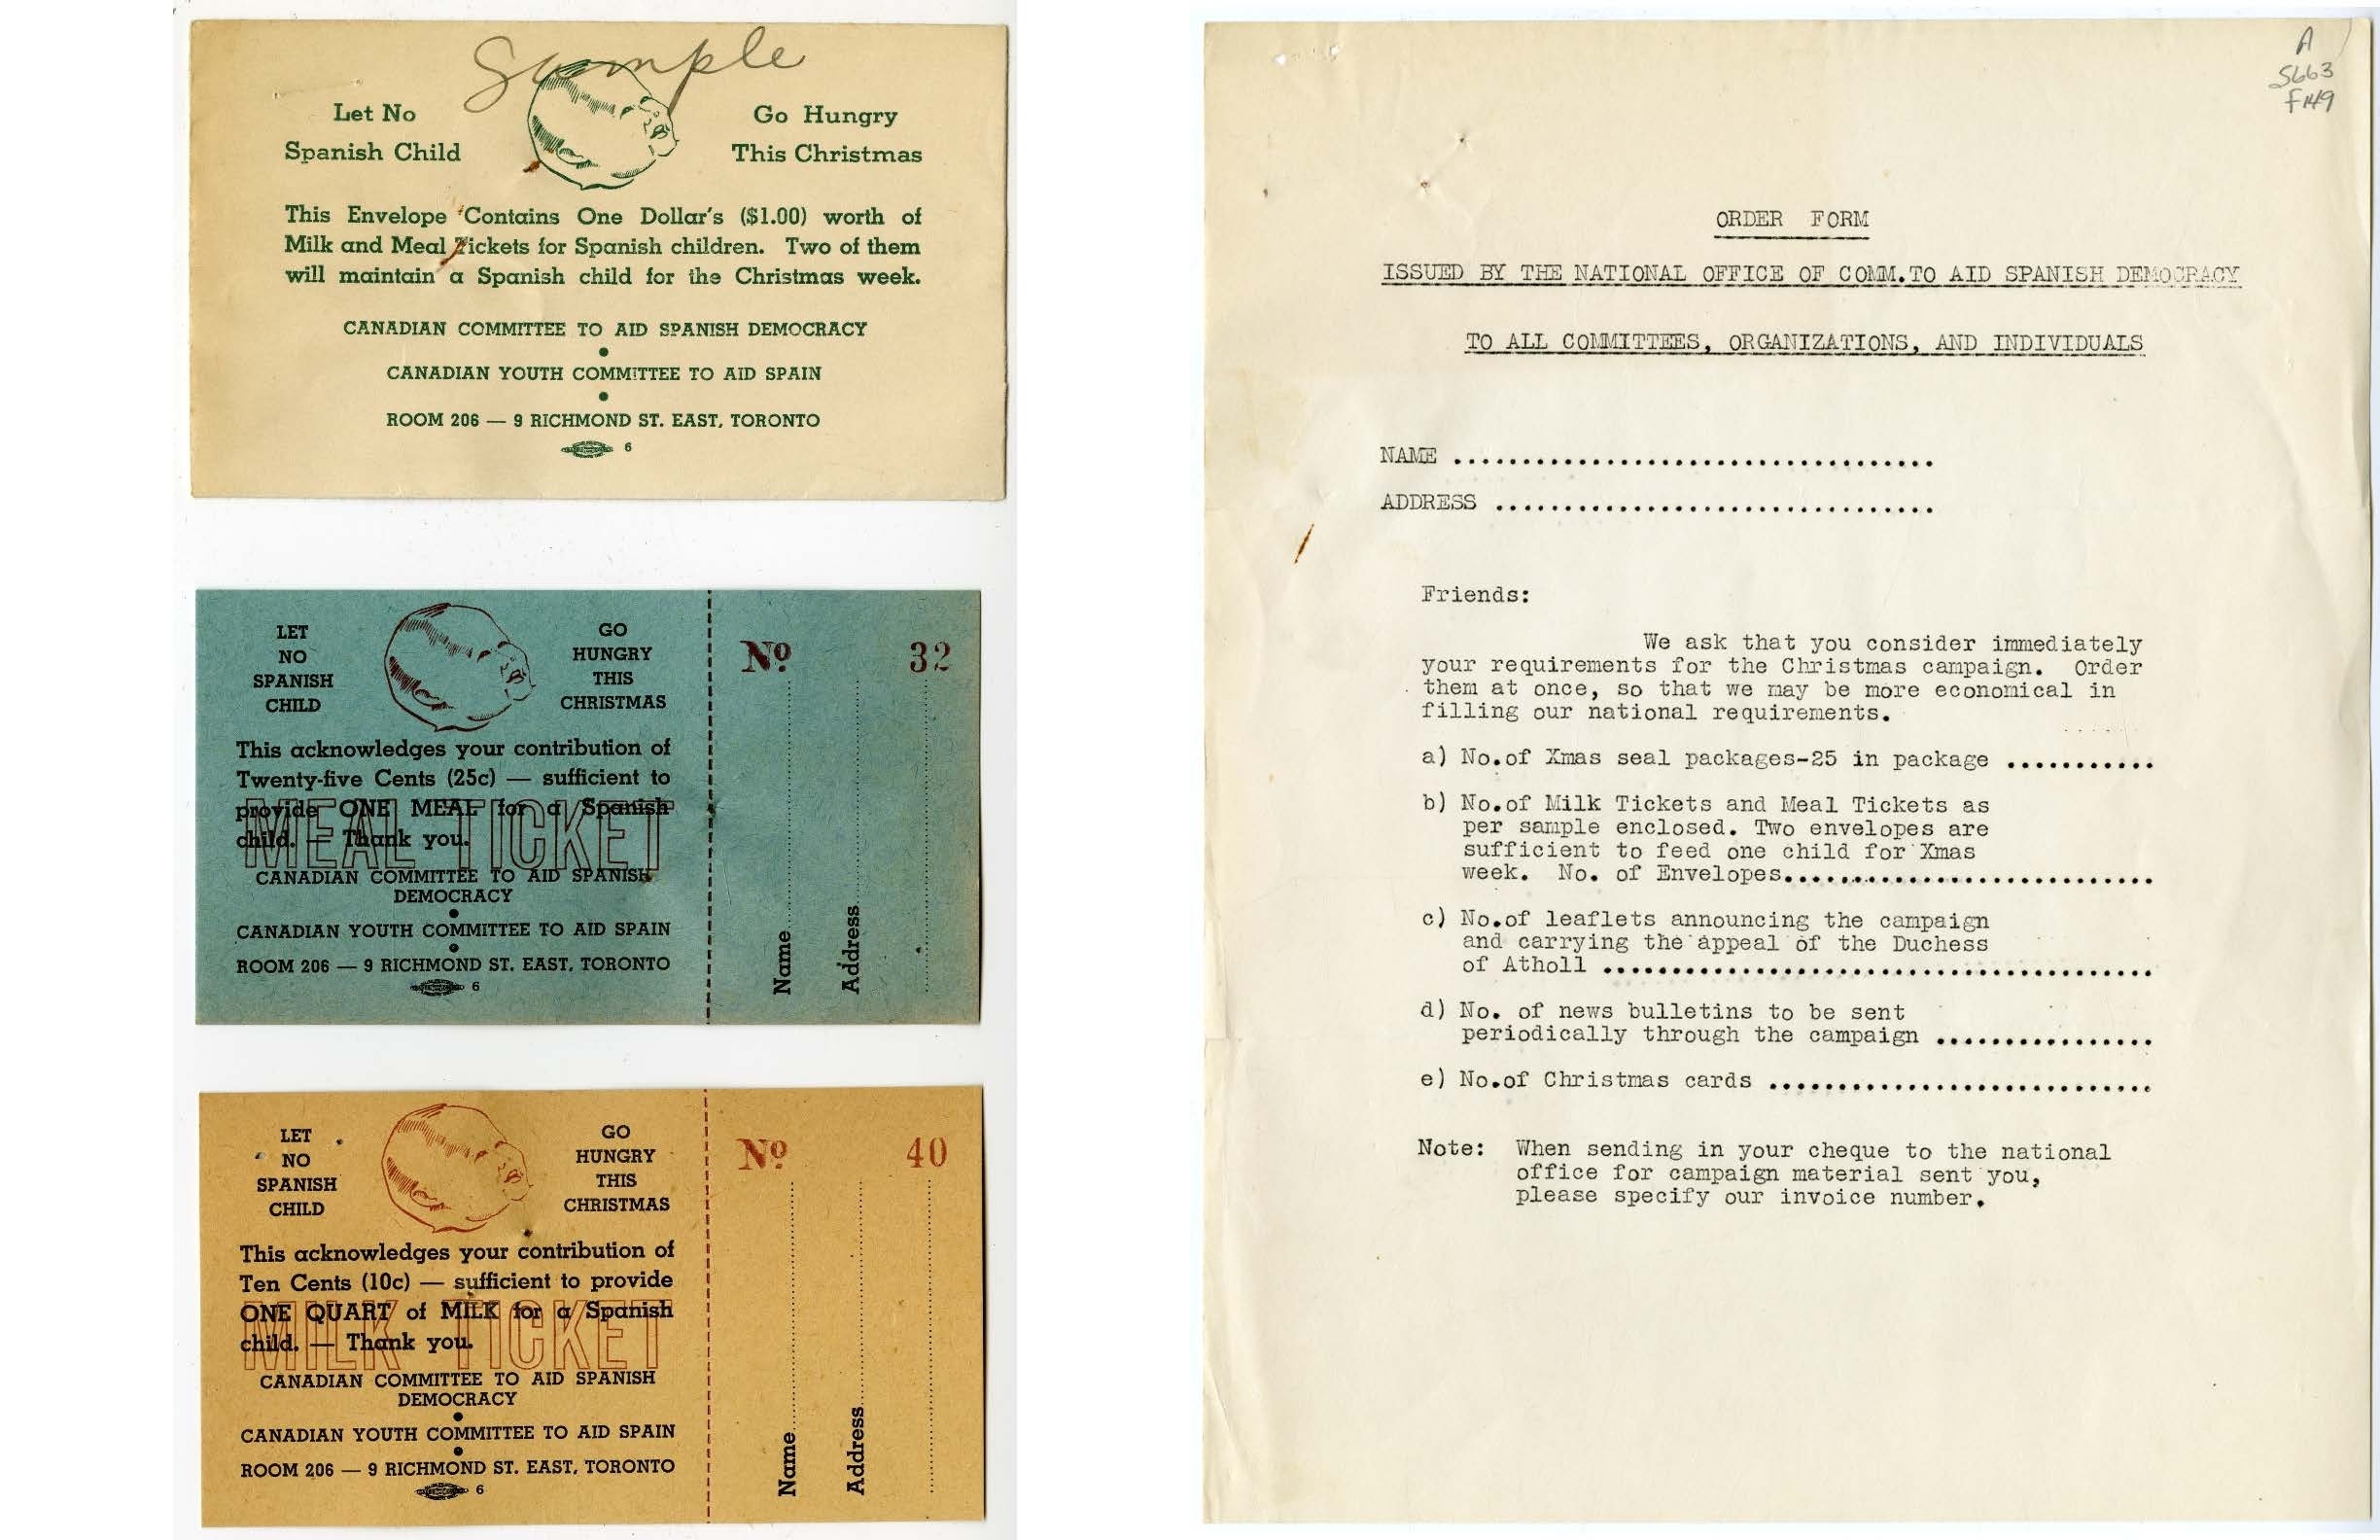 Sample
Let No
Spanish Child
Go Hungry
This Christmas
This Envelope Contains One Dollar's ($1.00) worth of
Milk and Meal Tickets for Spanish children. Two of them
will maintain a Spanish child for the Christmas week.
CANADIAN COMMITTEE TO AID SPANISH DEMOCRACY
CANADIAN YOUTH COMMITTEE TO AID SPAIN
ROOM 206 — 9 RICHMOND ST. EAST, TORONTO
6
LET
NO
SPANISH
CHILD
GO
HUNGRY
THIS
CHRISTMAS
This acknowledges your contribution of
Twenty-five Cents (25c) — sufficient to
provide ONE MEAL for a Spanish
child. — Thank you.
MEAL TICKET
CANADIAN COMMITTEE TO AID SPANISH
DEMOCRACY
CANADIAN YOUTH COMMITTEE TO AID SPAIN
ROOM 206 — 9 RICHMOND ST. EAST, TORONTO
6
No 32
Name
Address
LET
NO
SPANISH
CHILD
GO
HUNGRY
THIS
CHRISTMAS
This acknowledges your contribution of
Ten Cents (10c) — sufficient to provide
ONE QUART of MILK for a Spanish
child. — Thank you.
MILK TICKET
CANADIAN COMMITTEE TO AID SPANISH
DEMOCRACY
CANADIAN YOUTH COMMITTEE TO AID SPAIN
ROOM 206 — 9 RICHMOND ST. EAST, TORONTO
6
No 40
Name
Address
A
S663
f149
ORDER FORM
ISSUED BY THE NATIONAL OFFICE OF COMM.TO AID SPANISH DEMOCRACY
TO ALL COMMITTEES, ORGANIZATIONS, AND INDIVIDUALS
NAME ...................................
ADDRESS ................................
Friends:
We ask that you consider immediately
your requirements for the Christmas campaign. Order
them at once, so that we may be more economical in
filling our national requirements.
a) No.of Xmas seal packages-25 in package ...........
b) No.of Milk Tickets and Meal Tickets as
per sample enclosed. Two envelopes are
sufficient to feed one child for Xmas
week. No. of Envelopes...........................
c) No.of leaflets announcing the campaign
and carrying the appeal of the Duchess
of Atholl ........................................
d) No. of news bulletins to be sent
periodically through the campaign ................
e) No.of Christmas cards ............................
Note: When sending in your cheque to the national
office for campaign material sent you,
please specify our invoice number.